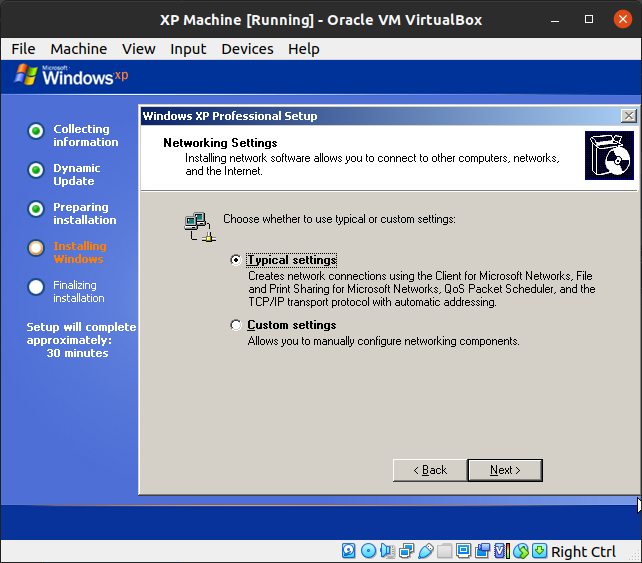 XP Machine [Running] - Oracle VM VirtualBox
File Machine View Input Devices Help
Microsoft
Windows xp
Collecting
information
Dynamic
Update
Preparing
installation
Installing
Windows
Finalizing
installation
Setup will complete
approximately:
30 minutes
Windows XP Professional Setup
Networking Settings
Installing network software allows you to connect to other computers, networks,
and the Internet.
Choose whether to use typical or custom settings:
Typical settings
Creates network connections using the Client for Microsoft Networks, File
and Print Sharing for Microsoft Networks, QoS Packet Scheduler, and the
TCP/IP transport protocol with automatic addressing.
Custom settings
Allows you to manually configure networking components.
< Back Next >
Right Ctrl